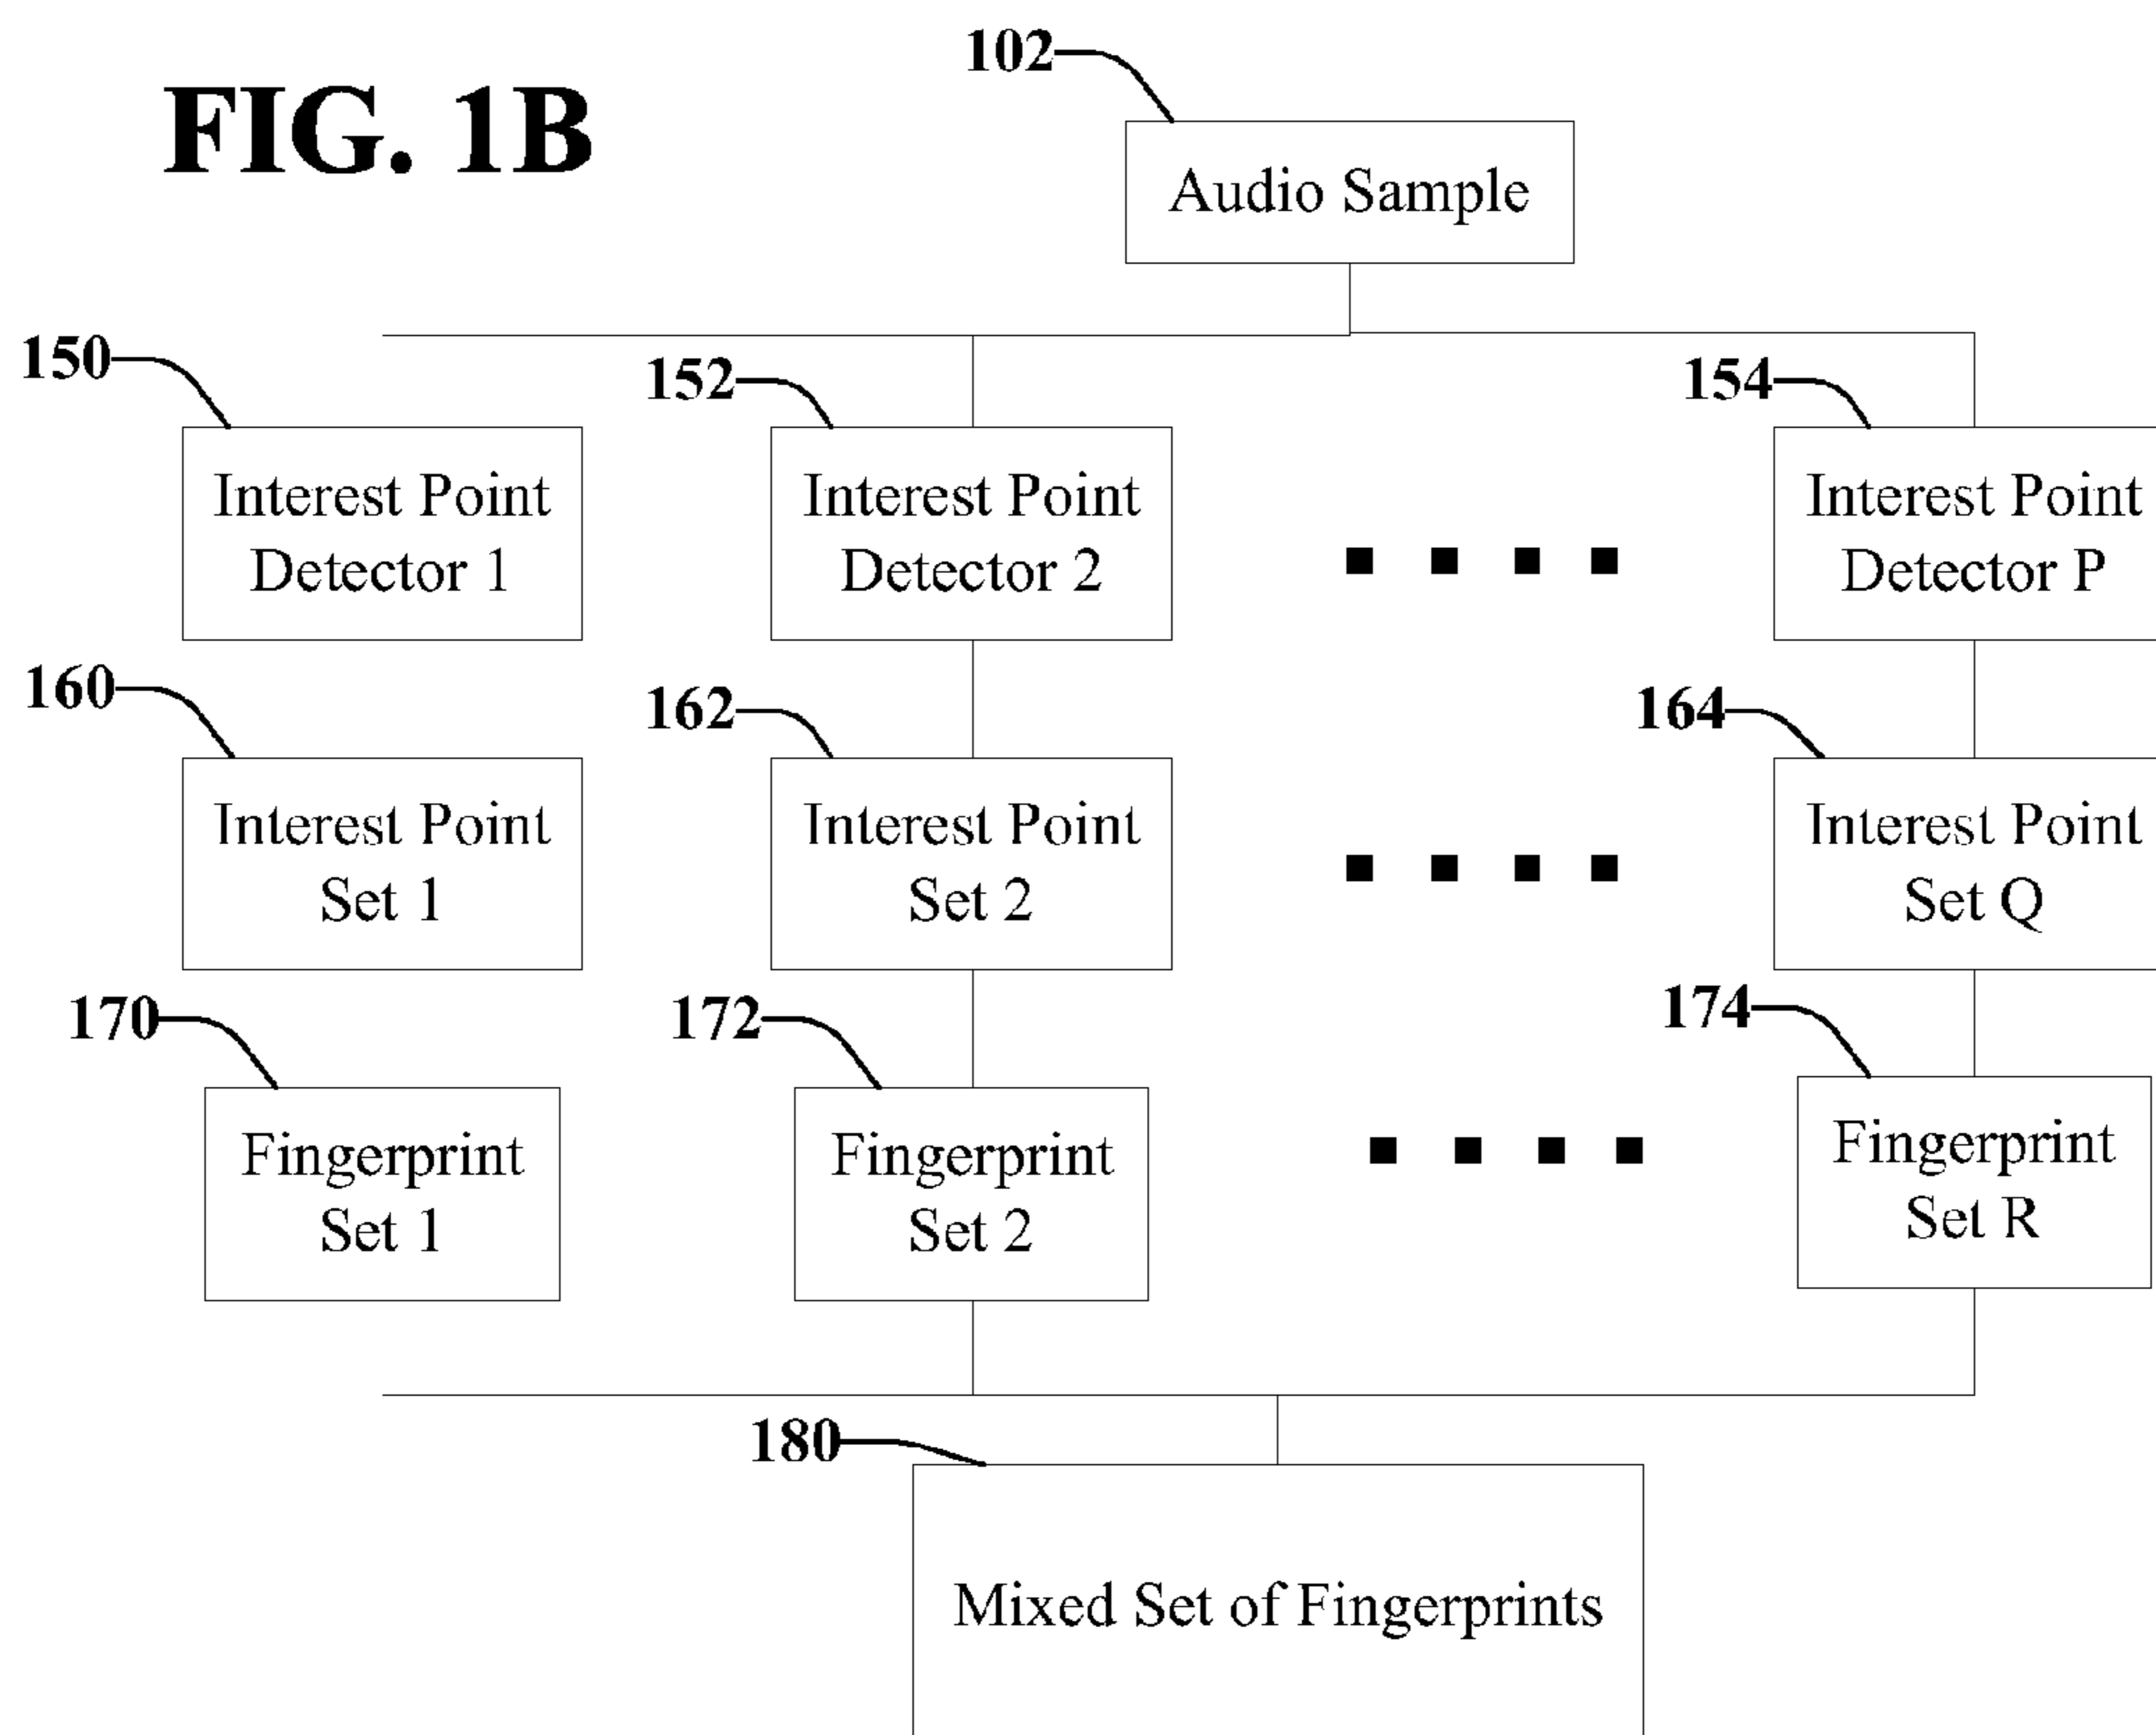 FIG. 1B
102
Audio Sample
150
152
154
Interest Point
Detector 1
Interest Point
Detector 2
Interest Point
Detector P
160
162
164
Interest Point
Set 1
Interest Point
Set 2
Interest Point
Set Q
170
172
174
Fingerprint
Set 1
Fingerprint
Set 2
Fingerprint
Set R
180
Mixed Set of Fingerprints